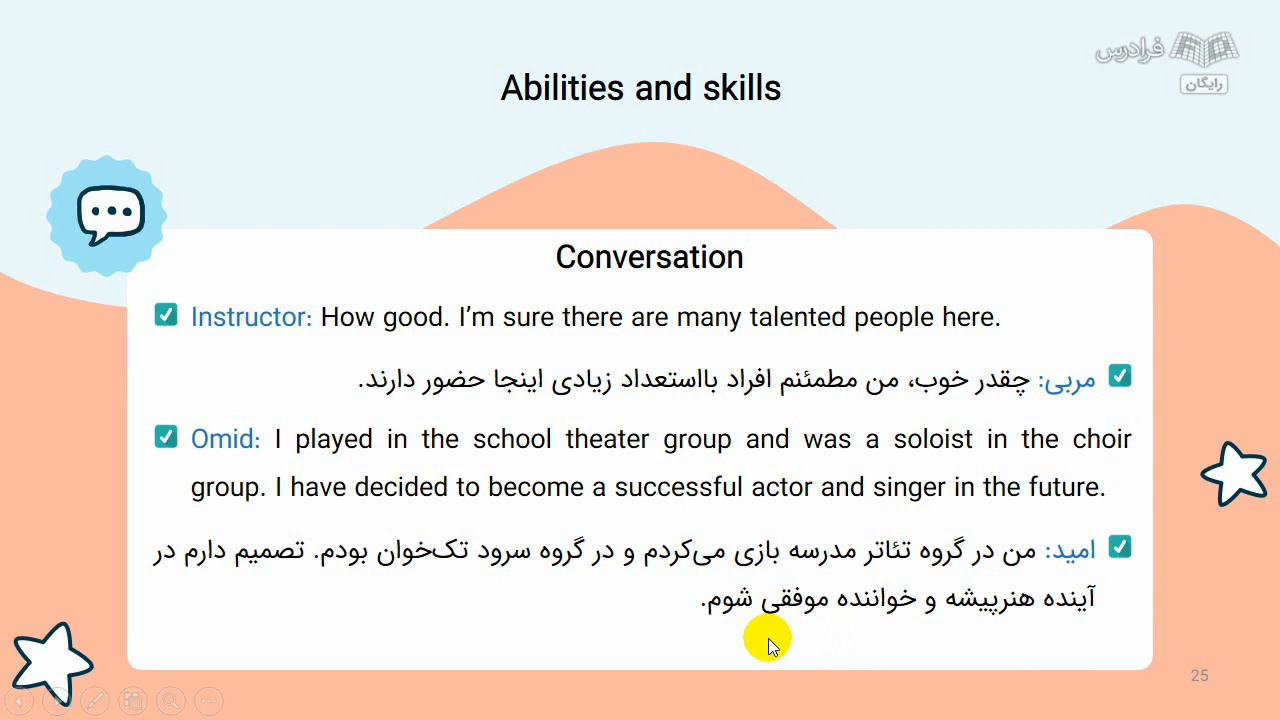 فرادرس
رایگان
Abilities and skills
Conversation
Instructor: How good. I’m sure there are many talented people here.
مربی: چقدر خوب، من مطمئنم افراد بااستعداد زیادی اینجا حضور دارند.
Omid: I played in the school theater group and was a soloist in the choir
group. I have decided to become a successful actor and singer in the future.
امید: من در گروه تئاتر مدرسه بازی می‌کردم و در گروه سرود تک‌خوان بودم. تصمیم دارم در
آینده هنرپیشه و خواننده موفقی شوم.
25